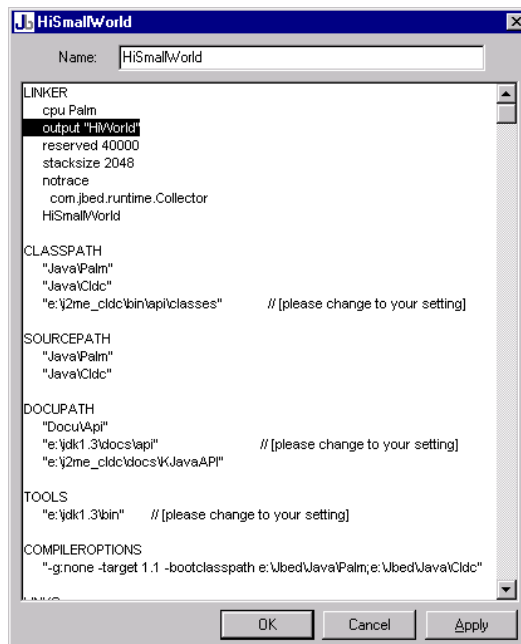 Jb HiSmallWorld
Name: HiSmallWorld
LINKER
cpu Palm
output "HiWorld"
reserved 40000
stacksize 2048
notrace
com.jbed.runtime.Collector
HiSmallWorld
CLASSPATH
"Java\Palm"
"Java\Cldc"
"e:\j2me_cldc\bin\api\classes" // [please change to your setting]
SOURCEPATH
"Java\Palm"
"Java\Cldc"
DOCUPATH
"Docu\Api"
"e:\jdk1.3\docs\api" // [please change to your setting]
"e:\j2me_cldc\docs\KJavaAPI"
TOOLS
"e:\jdk1.3\bin" // [please change to your setting]
COMPILEROPTIONS
"-g:none -target 1.1 -bootclasspath e:\Jbed\Java\Palm;e:\Jbed\Java\Cldc"
OK Cancel Apply